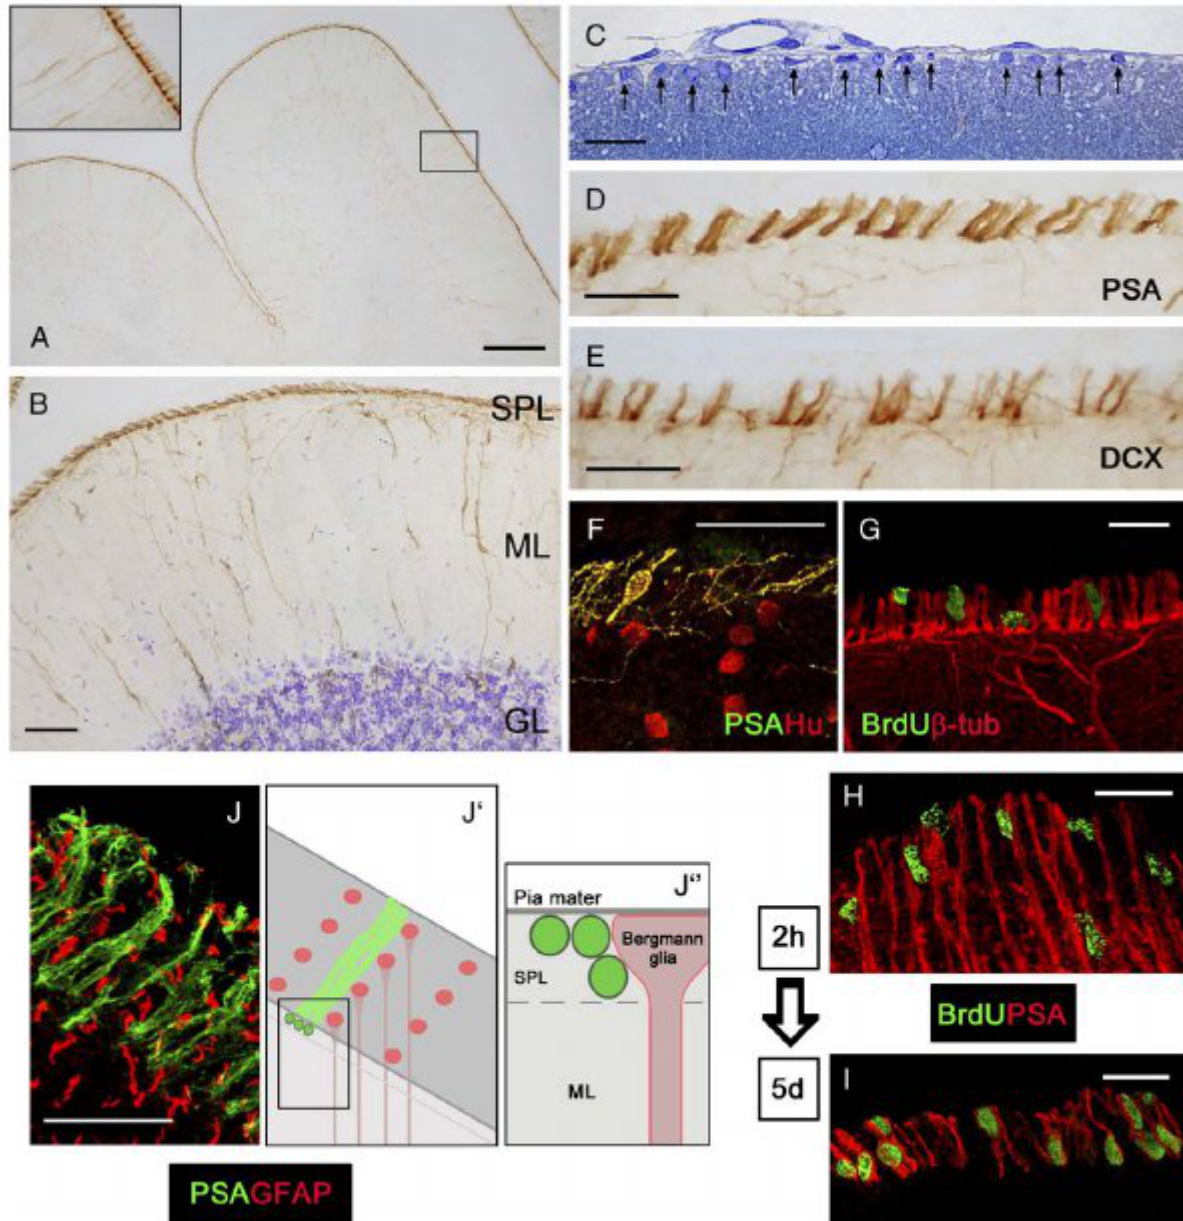 A
B
SPL
ML
GL
C
D
PSA
E
DCX
F
PSAHu
G
BrdUβ-tub
J
PSAGFAP
J'
J''
Pia mater
Bergmann
glia
SPL
ML
H
2h
BrdUPSA
5d
I